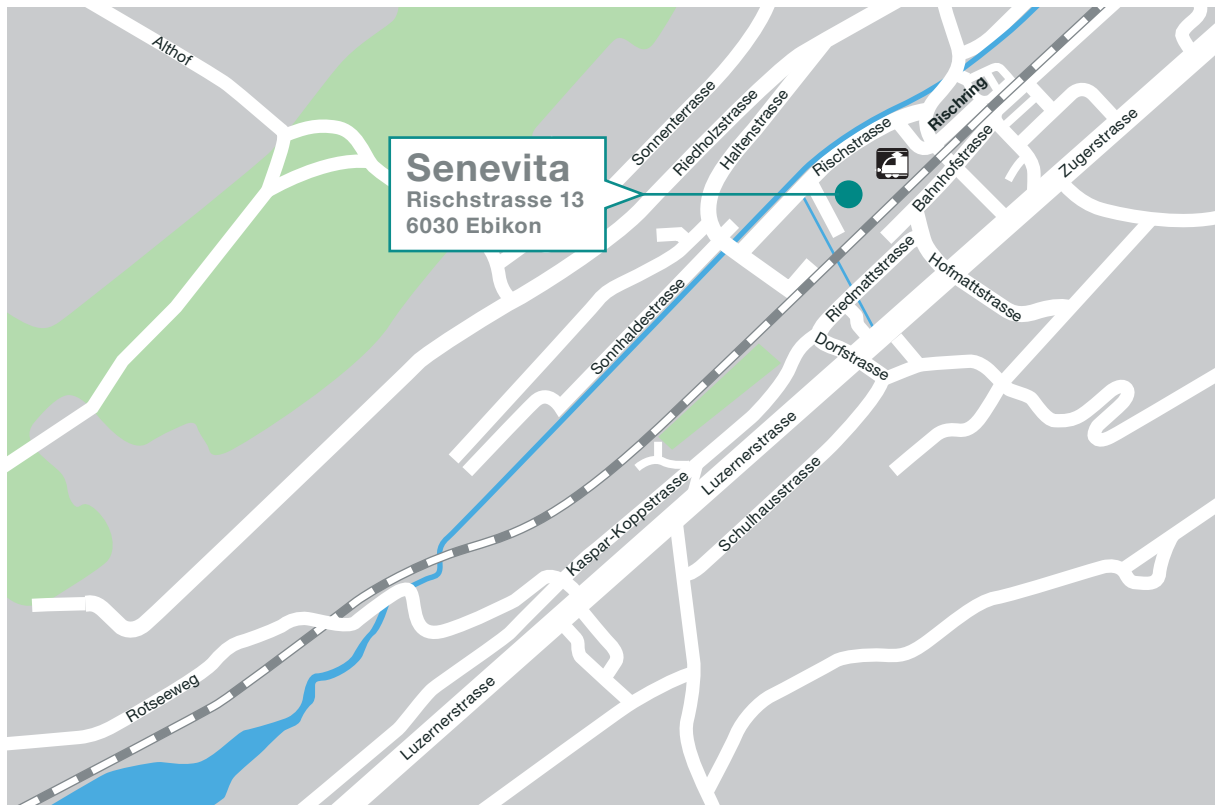 Althof
Sonnenterrasse
Riedholzstrasse
Haltenstrasse
Rischstrasse
Rischring
Bahnhofstrasse
Zugerstrasse
Senevita
Rischstrasse 13
6030 Ebikon
Hofmattstrasse
Riedmattstrasse
Dorfstrasse
Sonnhaldestrasse
Luzernerstrasse
Schulhausstrasse
Kaspar-Koppstrasse
Rotseeweg
Luzernerstrasse